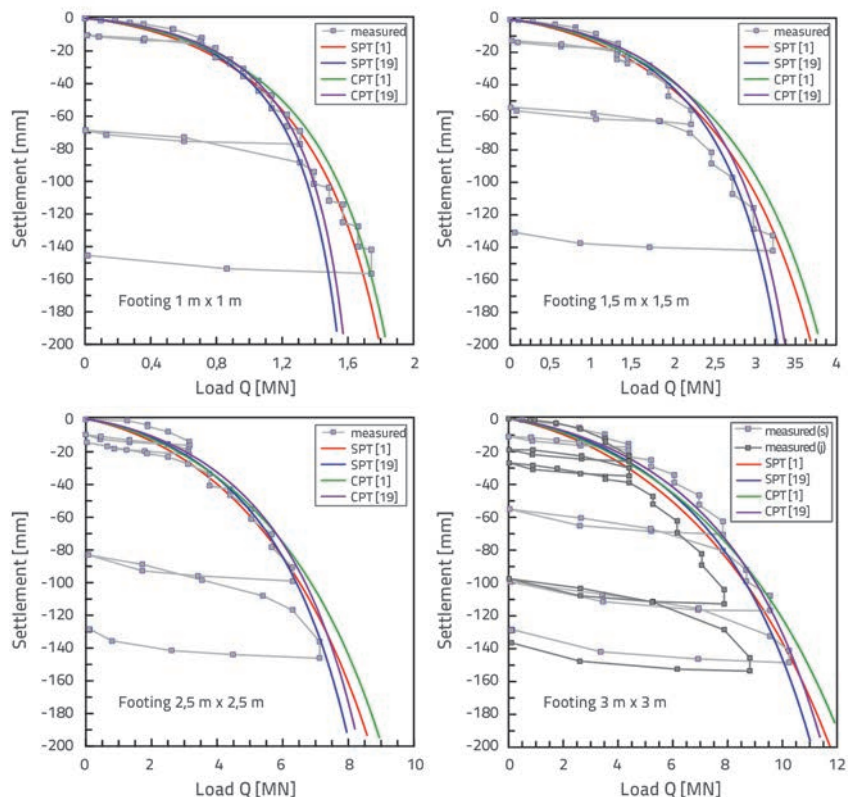 0
-20
-40
-60
-80
-100
-120
-140
-160
-180
-200
Settlement [mm]
measured
SPT [1]
SPT [19]
CPT [1]
CPT [19]
Footing 1 m x 1 m
0 0,4 0,8 1,2 1,6 2
Load Q [MN]
0
-20
-40
-60
-80
-100
-120
-140
-160
-180
-200
Settlement [mm]
measured
SPT [1]
SPT [19]
CPT [1]
CPT [19]
Footing 1,5 m x 1,5 m
0 0,5 1 1,5 2 2,5 3 35 4
Load Q [MN]
0
-20
-40
-60
-80
-100
-120
-140
-160
-180
-200
Settlement [mm]
measured
SPT [1]
SPT [19]
CPT [1]
CPT [19]
Footing 2,5 m x 2,5 m
0 2 4 6 8 10
Load Q [MN]
0
-20
-40
-60
-80
-100
-120
-140
-160
-180
-200
Settlement [mm]
measured(s)
measured(j)
SPT [1]
SPT [19]
CPT [1]
CPT [19]
Footing 3 m x 3 m
0 2 4 6 8 10 12
Load Q [MN]